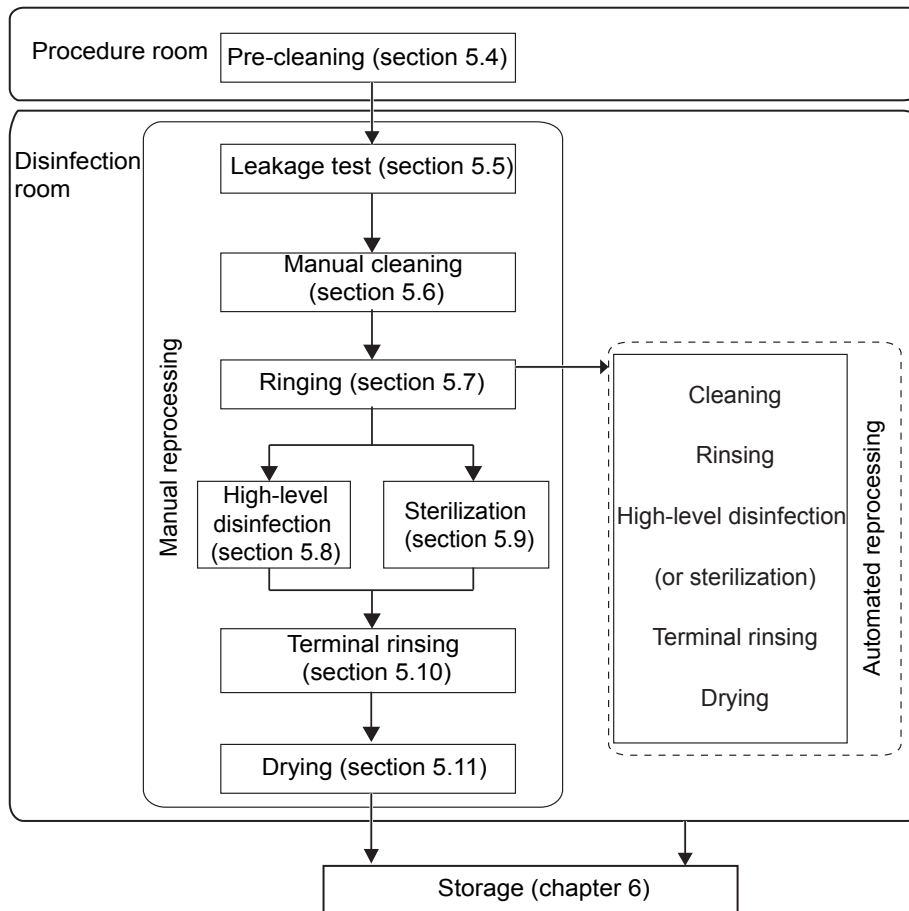 Procedure room
Pre-cleaning (section 5.4)
Disinfection
room
Manual reprocessing
Leakage test (section 5.5)
Manual cleaning
(section 5.6)
Ringing (section 5.7)
High-level
disinfection
(section 5.8)
Sterilization
(section 5.9)
Terminal rinsing
(section 5.10)
Drying (section 5.11)
Cleaning
Rinsing
High-level disinfection
(or sterilization)
Terminal rinsing
Drying
Automated reprocessing
Storage (chapter 6)